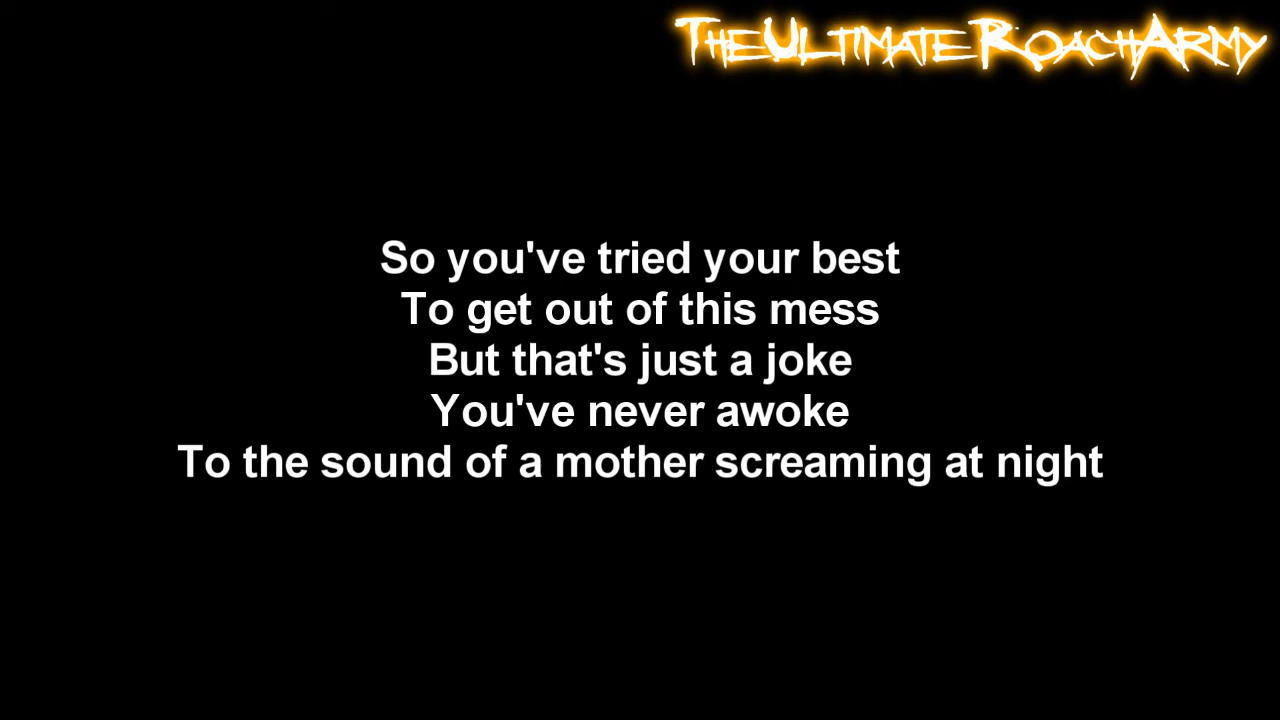 TheUltimateRoachArmy
So you've tried your best
To get out of this mess
But that's just a joke
You've never awoke
To the sound of a mother screaming at night